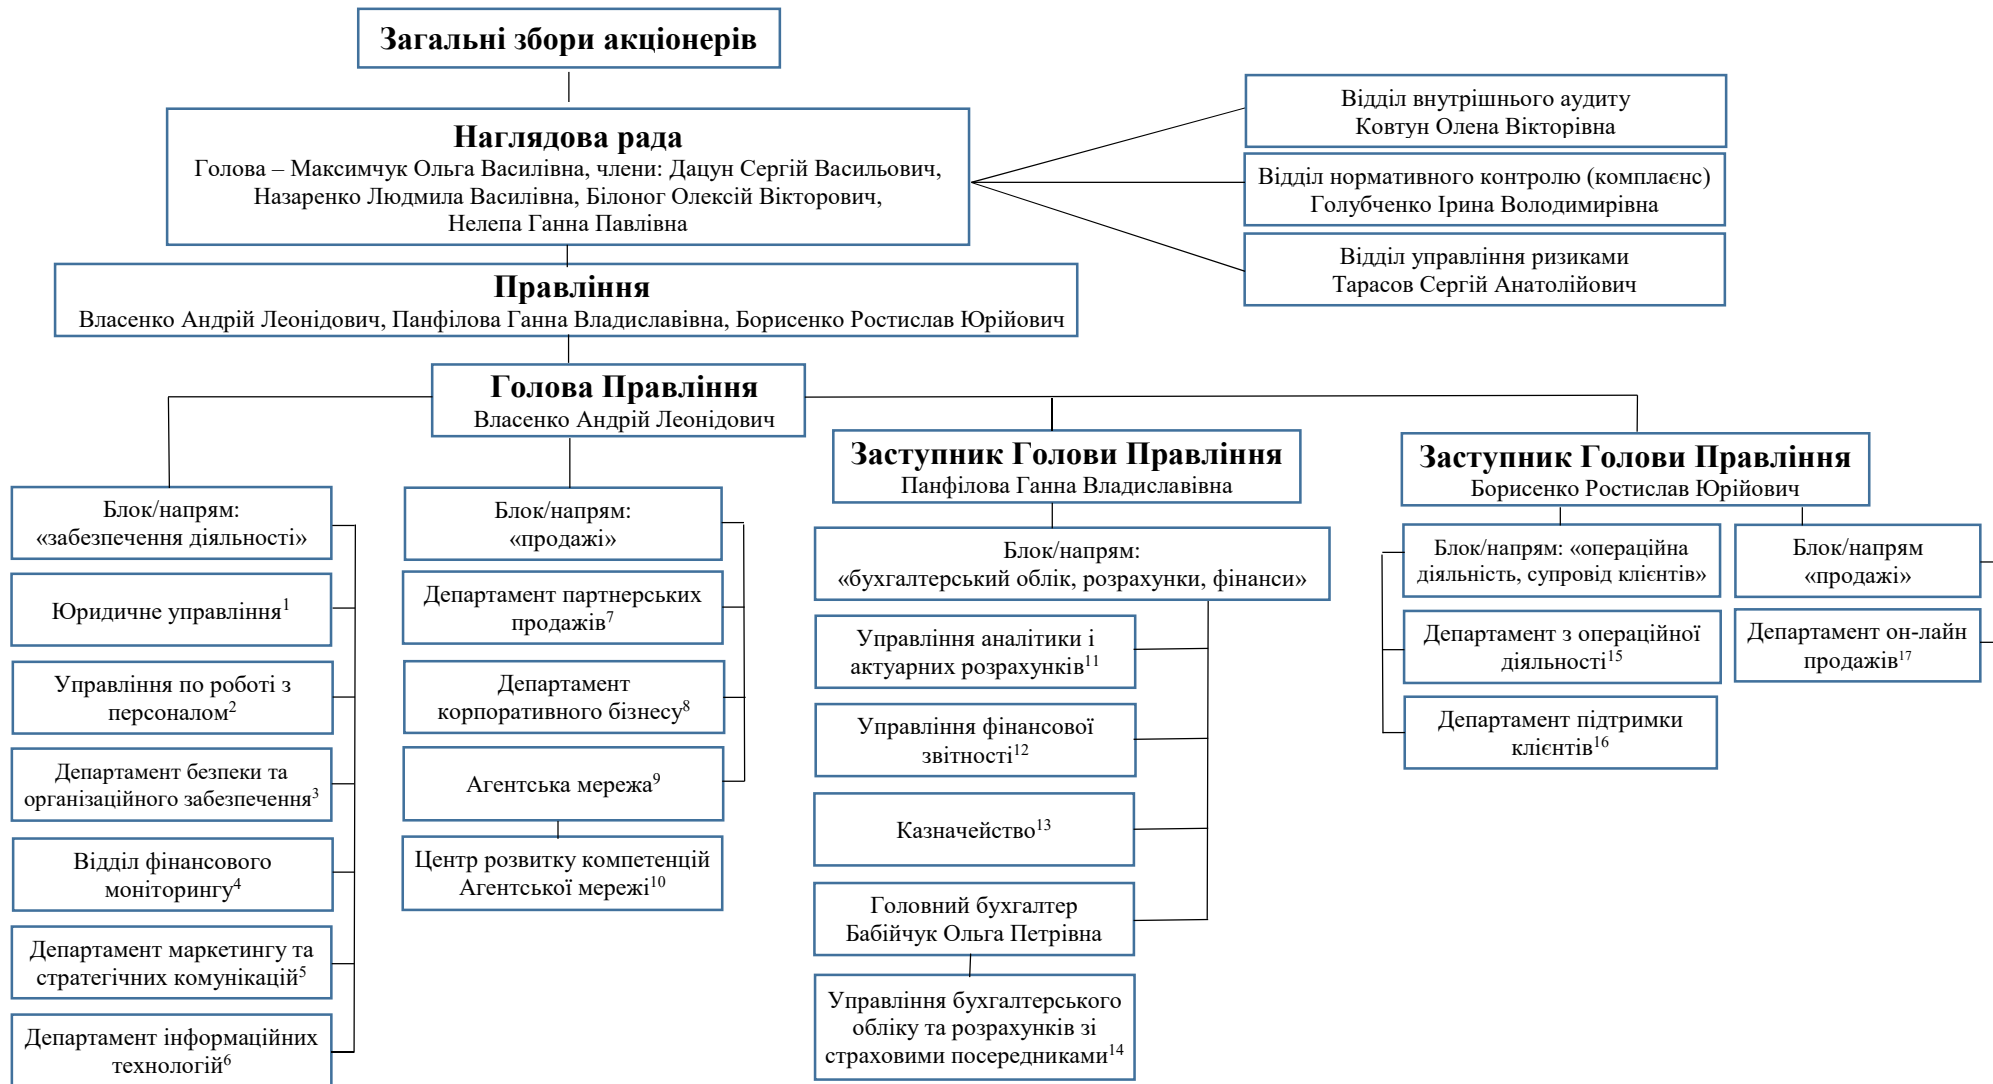 Загальні збори акціонерів
Наглядова рада
Голова – Максимчук Ольга Василівна, члени: Дацун Сергій Васильович,
Назаренко Людмила Василівна, Білоног Олексій Вікторович,
Нелепа Ганна Павлівна
Відділ внутрішнього аудиту
Ковтун Олена Вікторівна
Відділ нормативного контролю (комплаєнс)
Голубченко Ірина Володимирівна
Відділ управління ризиками
Тарасов Сергій Анатолійович
Правління
Власенко Андрій Леонідович, Панфілова Ганна Владиславівна, Борисенко Ростислав Юрійович
Голова Правління
Власенко Андрій Леонідович
Заступник Голови Правління
Панфілова Ганна Владиславівна
Заступник Голови Правління
Борисенко Ростислав Юрійович
Блок/напрям:
«забезпечення діяльності»
Юридичне управління¹
Управління по роботі з
персоналом²
Департамент безпеки та
організаційного забезпечення³
Відділ фінансового
моніторингу⁴
Департамент маркетингу та
стратегічних комунікацій⁵
Департамент інформаційних
технологій⁶
Блок/напрям:
«продажі»
Департамент партнерських
продажів⁷
Департамент
корпоративного бізнесу⁸
Агентська мережа⁹
Центр розвитку компетенцій
Агентської мережі¹⁰
Блок/напрям:
«бухгалтерський облік, розрахунки, фінанси»
Управління аналітики і
актуарних розрахунків¹¹
Управління фінансової
звітності¹²
Казначейство¹³
Головний бухгалтер
Бабійчук Ольга Петрівна
Управління бухгалтерського
обліку та розрахунків зі
страховими посередниками¹⁴
Блок/напрям: «операційна
діяльність, супровід клієнтів»
Департамент з операційної
діяльності¹⁵
Департамент підтримки
клієнтів¹⁶
Блок/напрям
«продажі»
Департамент он-лайн
продажів¹⁷